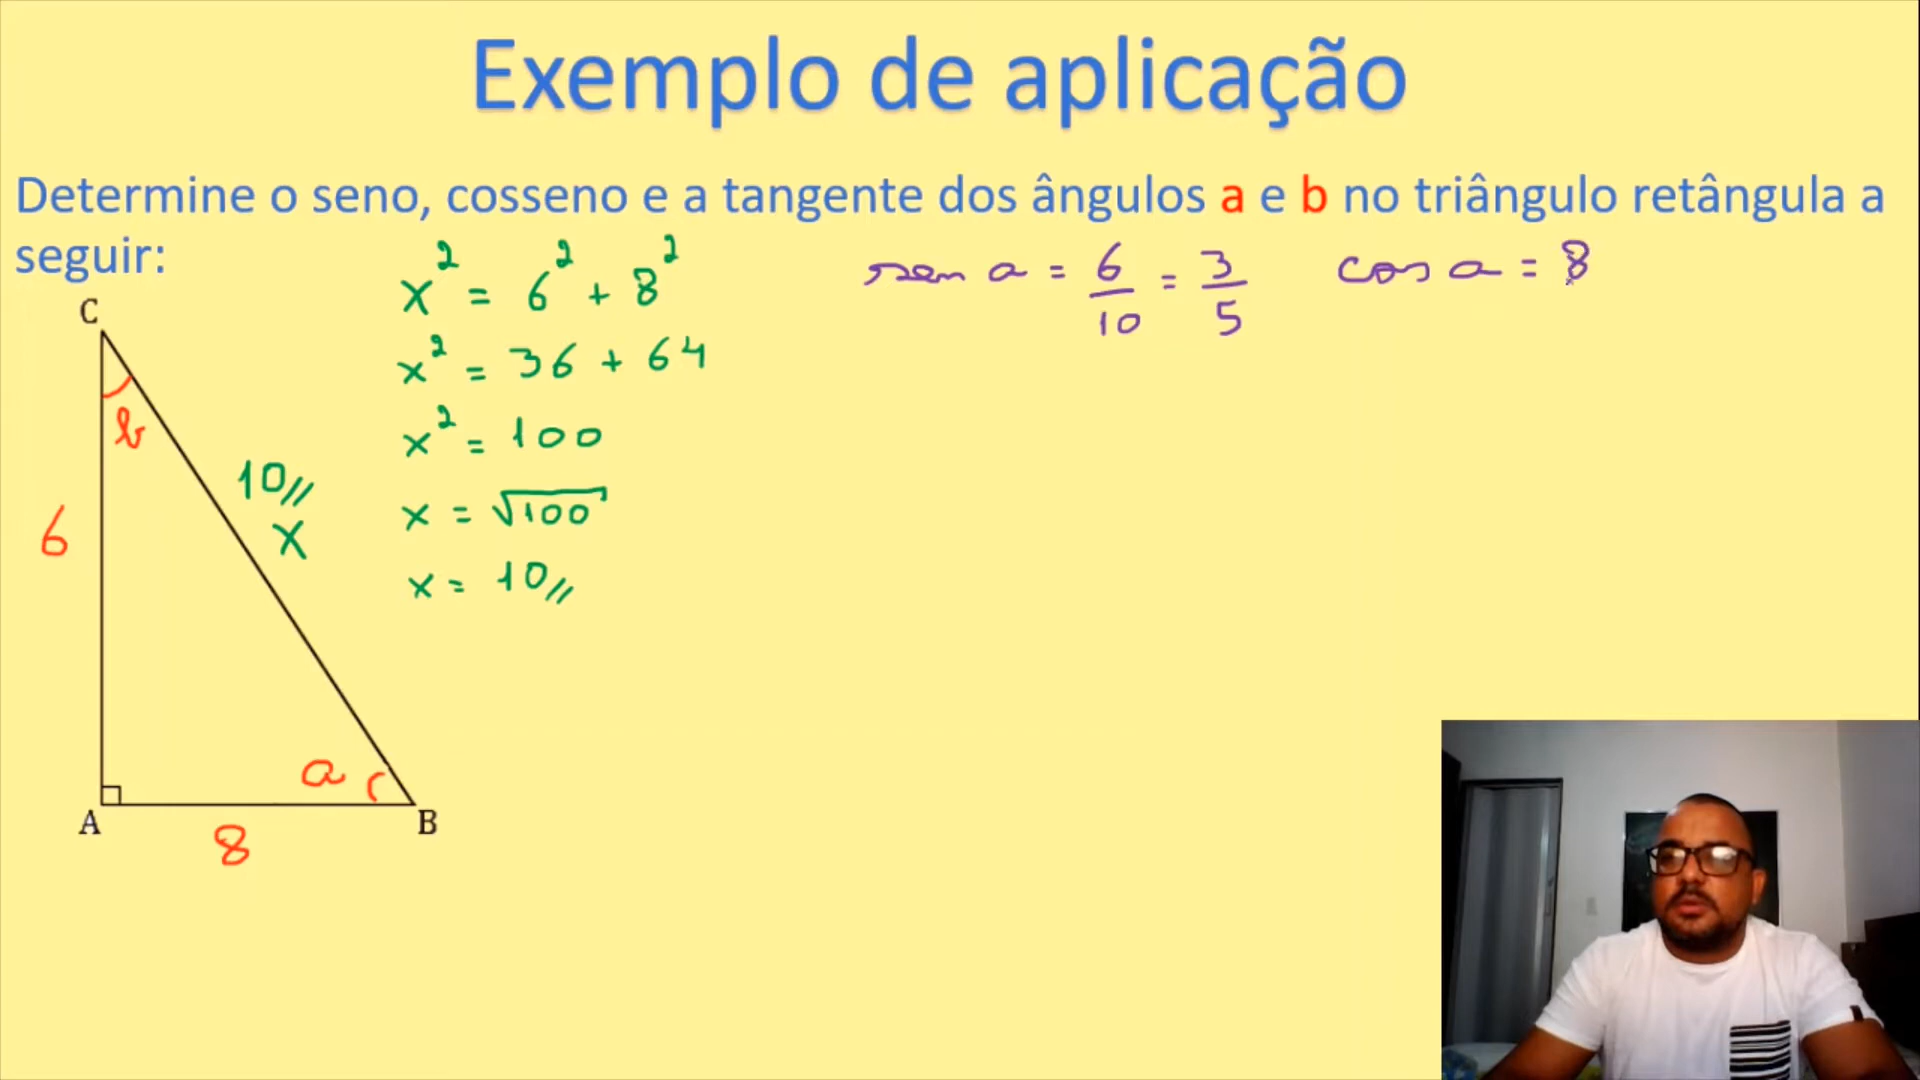 Exemplo de aplicação
Determine o seno, cosseno e a tangente dos ângulos a e b no triângulo retângula a
seguir:
x² = 6² + 8²
x² = 36 + 64
x² = 100
x = √100
x = 10//
sen a = 6/10 = 3/5
cos a = 8
C
b
10//
x
6
a
A
B
8